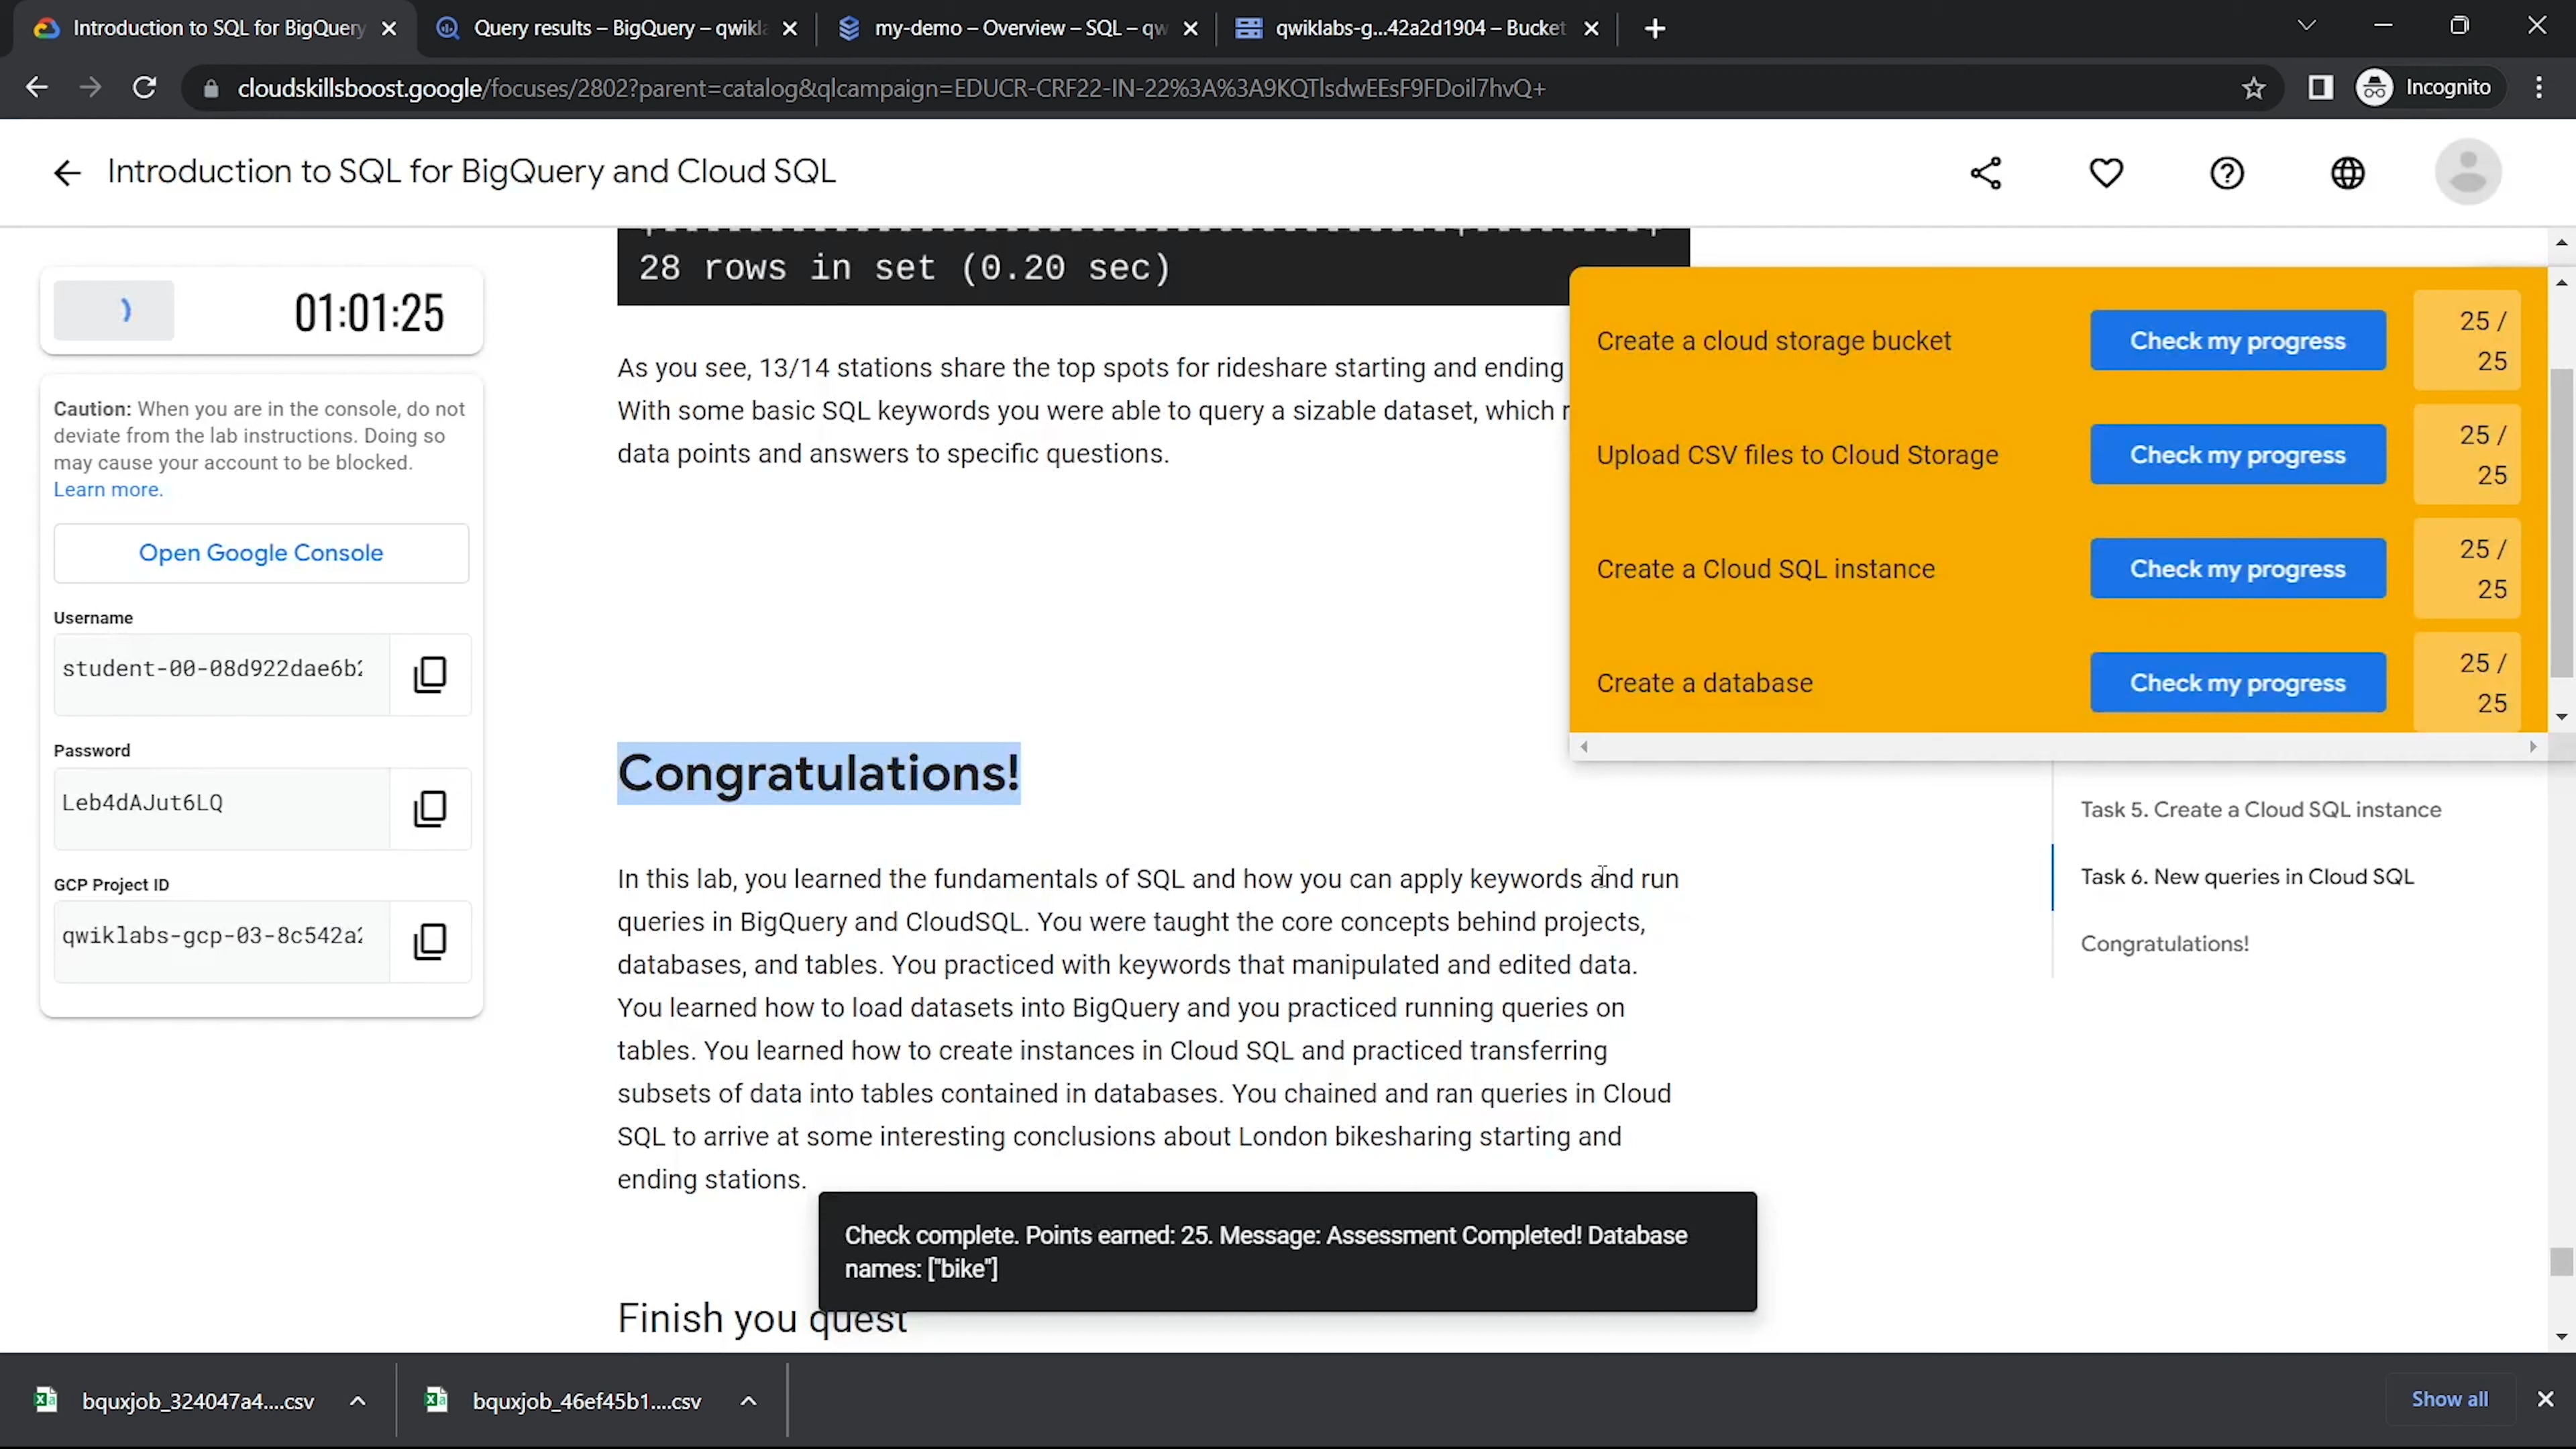 Introduction to SQL for BigQuery
Query results – BigQuery – qwikla
my-demo – Overview – SQL – qw
qwiklabs-g...42a2d1904 – Bucket
cloudskillsboost.google/focuses/2802?parent=catalog&qlcampaign=EDUCR-CRF22-IN-22%3A%3A9KQTlsdwEEsF9FDoil7hvQ+
Incognito
Introduction to SQL for BigQuery and Cloud SQL
01:01:25
Caution: When you are in the console, do not
deviate from the lab instructions. Doing so
may cause your account to be blocked.
Learn more.
Open Google Console
Username
student-00-08d922dae6b2
Password
Leb4dAJut6LQ
GCP Project ID
qwiklabs-gcp-03-8c542a2
28 rows in set (0.20 sec)
As you see, 13/14 stations share the top spots for rideshare starting and ending
With some basic SQL keywords you were able to query a sizable dataset, which r
data points and answers to specific questions.
Create a cloud storage bucket
Check my progress
25 /
25
Upload CSV files to Cloud Storage
Check my progress
25 /
25
Create a Cloud SQL instance
Check my progress
25 /
25
Create a database
Check my progress
25 /
25
Congratulations!
In this lab, you learned the fundamentals of SQL and how you can apply keywords and run
queries in BigQuery and CloudSQL. You were taught the core concepts behind projects,
databases, and tables. You practiced with keywords that manipulated and edited data.
You learned how to load datasets into BigQuery and you practiced running queries on
tables. You learned how to create instances in Cloud SQL and practiced transferring
subsets of data into tables contained in databases. You chained and ran queries in Cloud
SQL to arrive at some interesting conclusions about London bikesharing starting and
ending stations.
Task 5. Create a Cloud SQL instance
Task 6. New queries in Cloud SQL
Congratulations!
Check complete. Points earned: 25. Message: Assessment Completed! Database
names: ["bike"]
Finish you quest
bquxjob_324047a4....csv
bquxjob_46ef45b1....csv
Show all